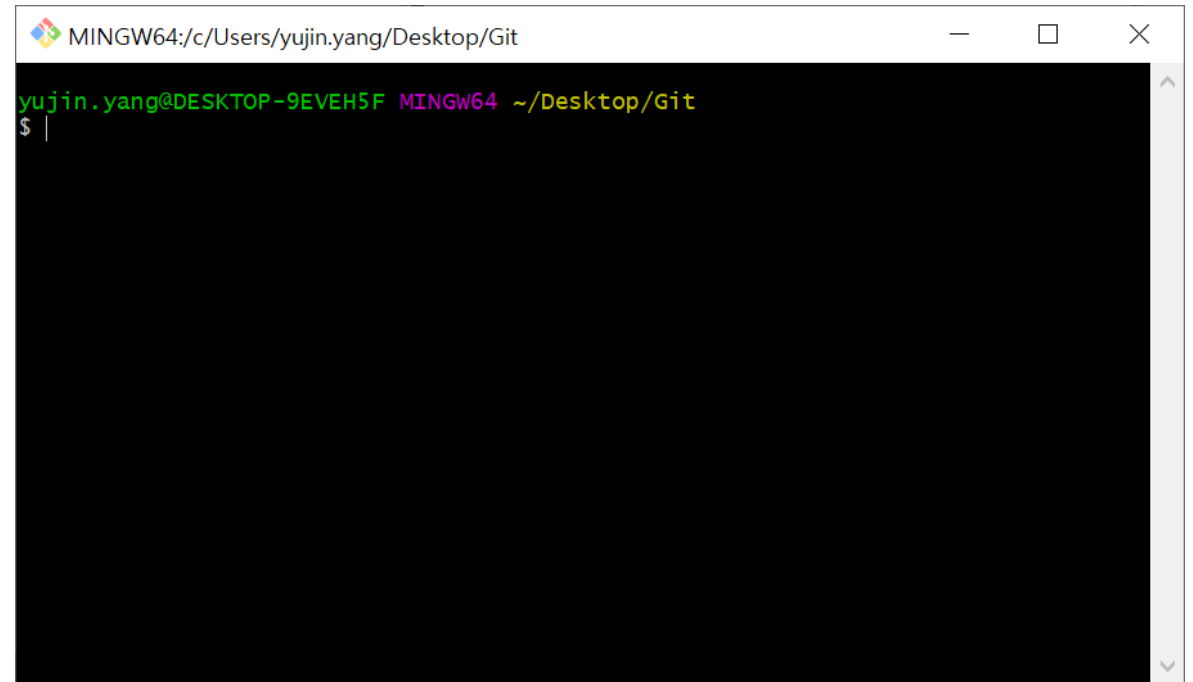 MINGW64:/c/Users/yujin.yang/Desktop/Git
yujin.yang@DESKTOP-9EVEH5F MINGW64 ~/Desktop/Git
$